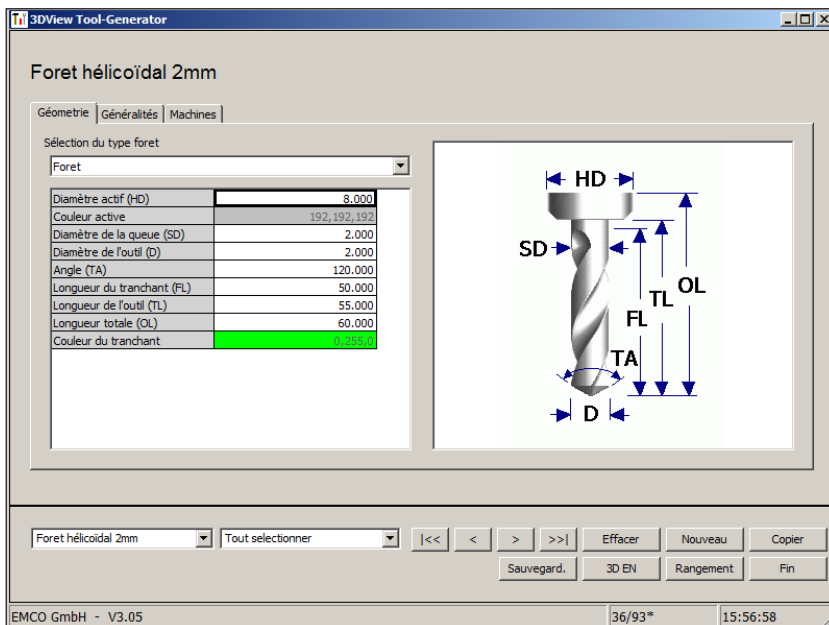 3DView Tool-Generator
Foret hélicoïdal 2mm
Géometrie Généralités Machines
Sélection du type foret
Foret
Diamètre actif (HD) 8.000
Couleur active 192,192,192
Diamètre de la queue (SD) 2.000
Diamètre de l'outil (D) 2.000
Angle (TA) 120.000
Longueur du tranchant (FL) 50.000
Longueur de l'outil (TL) 55.000
Longueur totale (OL) 60.000
Couleur du tranchant 0,255,0
HD
SD
OL
TL
FL
TA
D
Foret hélicoïdal 2mm Tout selectionner |<< < > >>| Effacer Nouveau Copier
Sauvegard. 3D EN Rangement Fin
EMCO GmbH - V3.05 36/93* 15:56:58